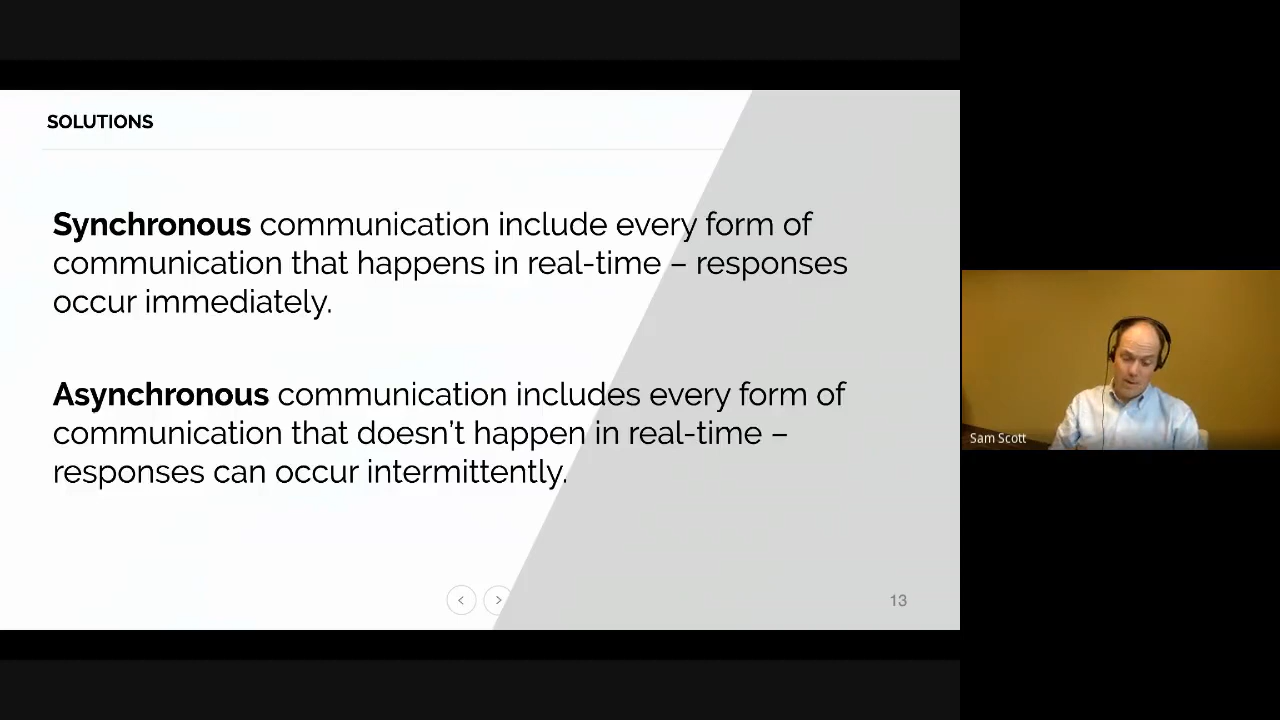 SOLUTIONS
Synchronous communication include every form of
communication that happens in real-time – responses
occur immediately.
Asynchronous communication includes every form of
communication that doesn't happen in real-time –
responses can occur intermittently.
13
Sam Scott